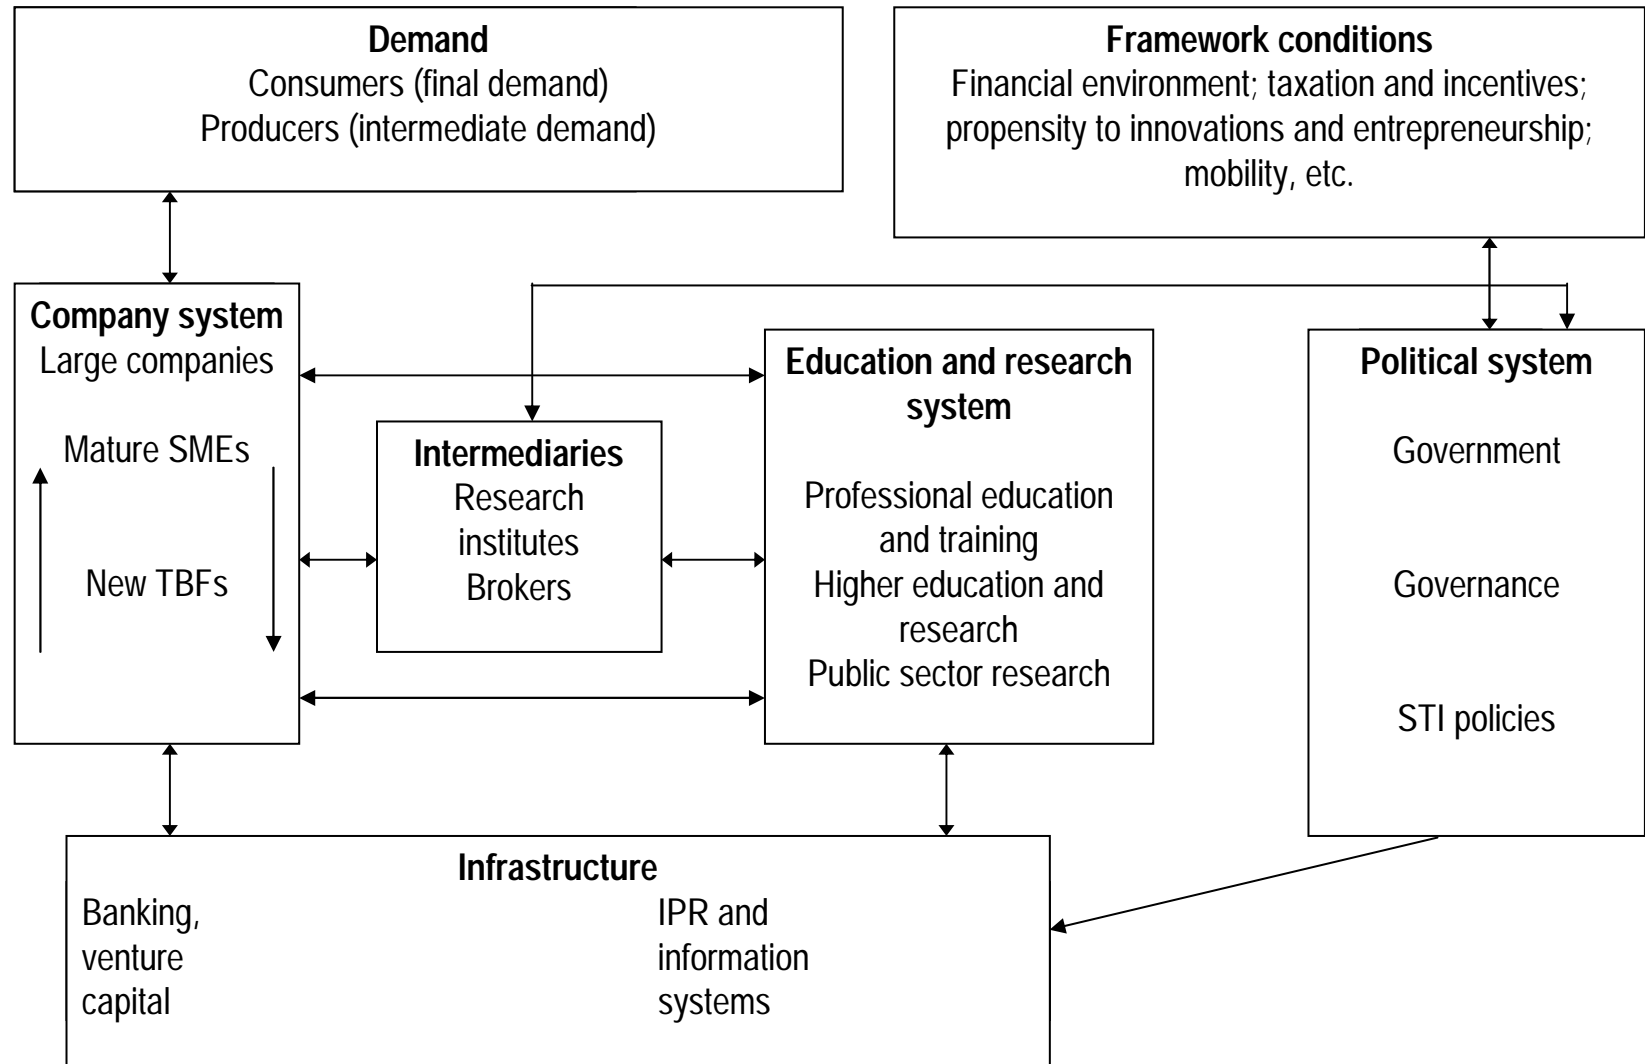 Demand
Consumers (final demand)
Producers (intermediate demand)
Framework conditions
Financial environment; taxation and incentives;
propensity to innovations and entrepreneurship;
mobility, etc.
Company system
Large companies
Mature SMEs
New TBFs
Intermediaries
Research
institutes
Brokers
Education and research
system
Professional education
and training
Higher education and
research
Public sector research
Political system
Government
Governance
STI policies
Infrastructure
Banking,
venture
capital
IPR and
information
systems